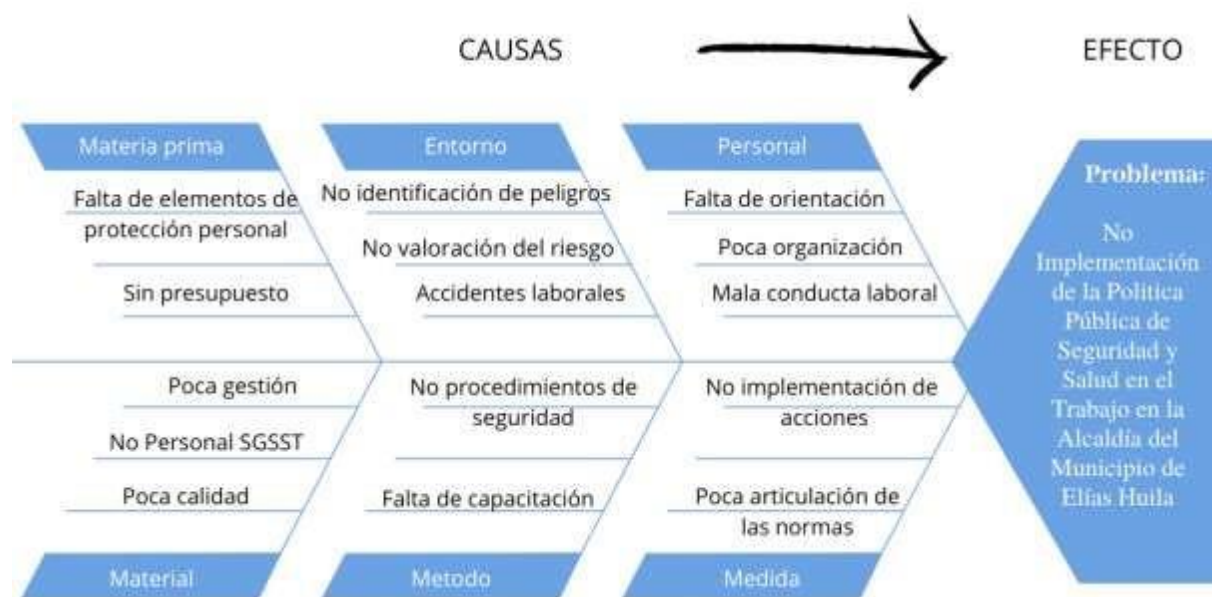 CAUSAS
EFECTO
Materia prima
Entorno
Personal
Falta de elementos de
protección personal
Sin presupuesto
No identificación de peligros
No valoración del riesgo
Accidentes laborales
Falta de orientación
Poca organización
Mala conducta laboral
Poca gestión
No Personal SGSST
Poca calidad
No procedimientos de
seguridad
Falta de capacitación
No implementación de
acciones
Poca articulación de
las normas
Material
Metodo
Medida
Problema:
No
Implementación
de la Politica
Pública de
Seguridad y
Salud en el
Trabajo en la
Alcaldía del
Municipio de
Elías Huila